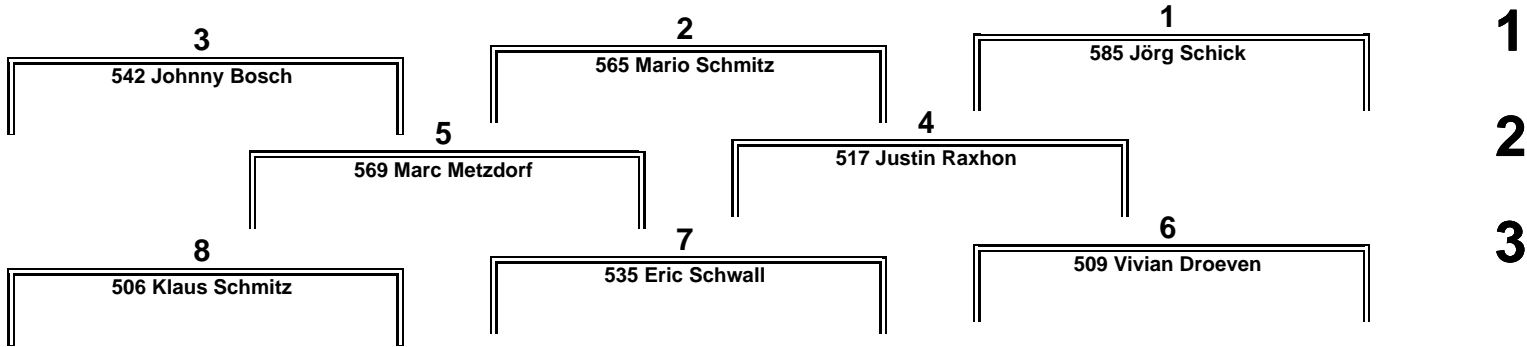 3
542 Johnny Bosch
2
565 Mario Schmitz
1
585 Jörg Schick
1
5
569 Marc Metzdorf
4
517 Justin Raxhon
2
8
506 Klaus Schmitz
7
535 Eric Schwall
6
509 Vivian Droeven
3